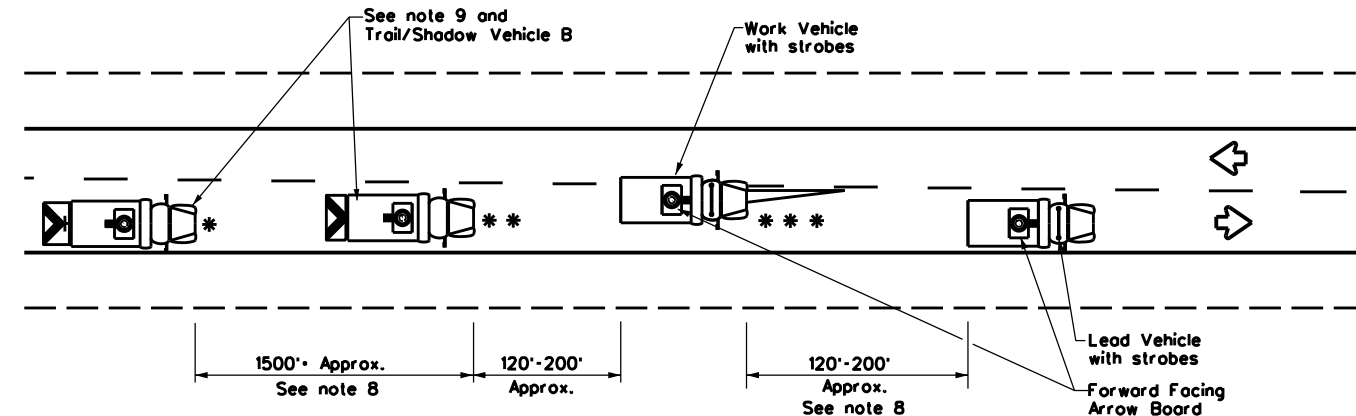 See note 9 and
Trail/Shadow Vehicle B
Work Vehicle
with strobes
*
* *
* * *
1500'+ Approx.
See note 8
120'-200'
Approx.
120'-200'
Approx.
See note 8
Lead Vehicle
with strobes
Forward Facing
Arrow Board